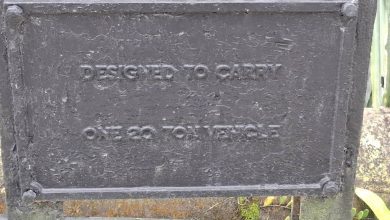 DESIGNED TO CARRY
ONE 20 TON VEHICLE